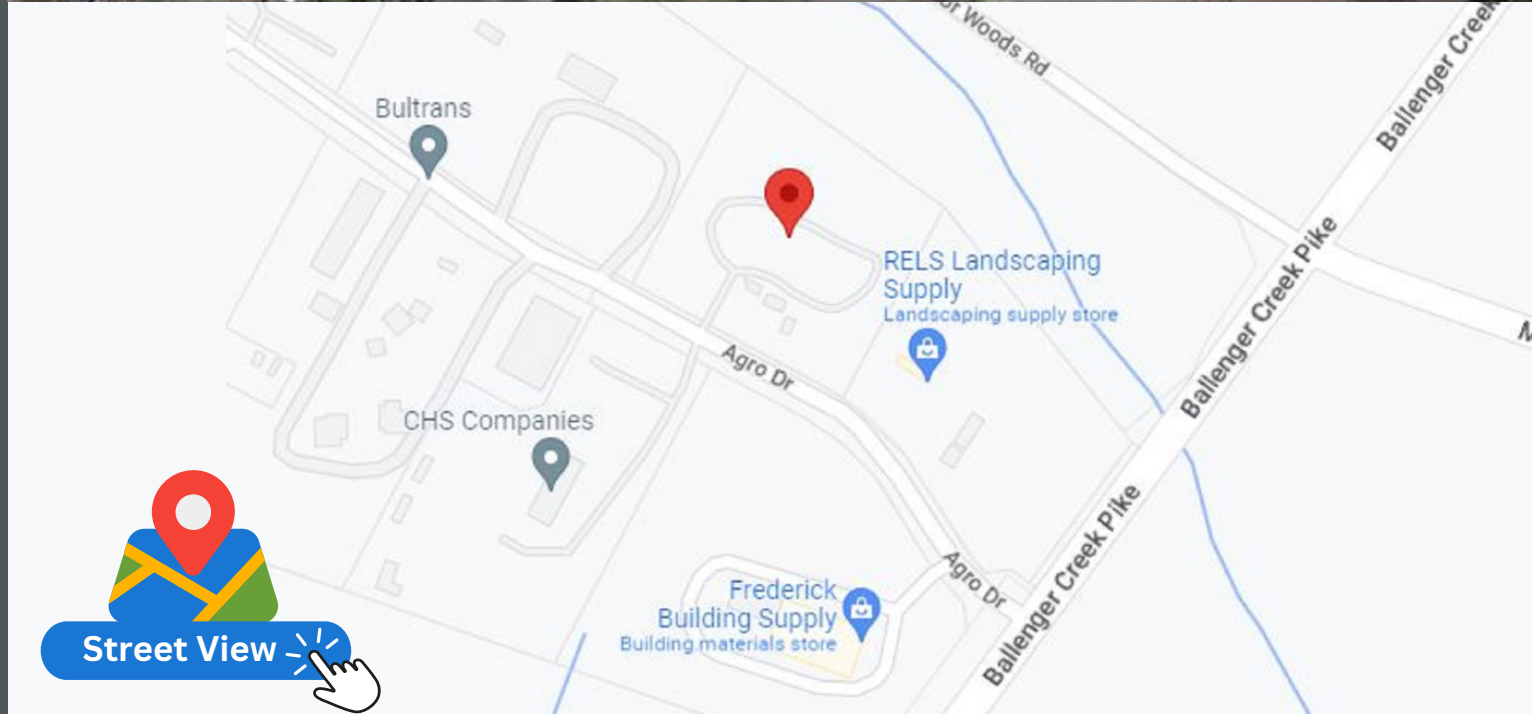 Woods Rd
Ballenger Creek
Bultrans
RELS Landscaping
Supply
Landscaping supply store
Ballenger Creek Pike
Agro Dr
CHS Companies
Ballenger Creek Pike
Agro Dr
Frederick
Building Supply
Building materials store
Street View